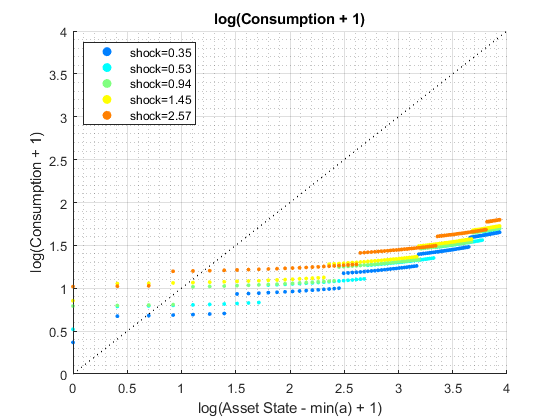 log(Consumption + 1)
4
3.5
3
2.5
2
1.5
1
0.5
0
log(Consumption + 1)
shock=0.35
shock=0.53
shock=0.94
shock=1.45
shock=2.57
0 0.5 1 1.5 2 2.5 3 3.5 4
log(Asset State - min(a) + 1)